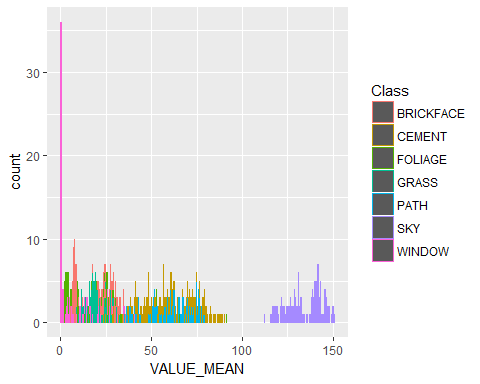 30
20
10
0
count
0
50
100
150
VALUE_MEAN
Class
BRICKFACE
CEMENT
FOLIAGE
GRASS
PATH
SKY
WINDOW